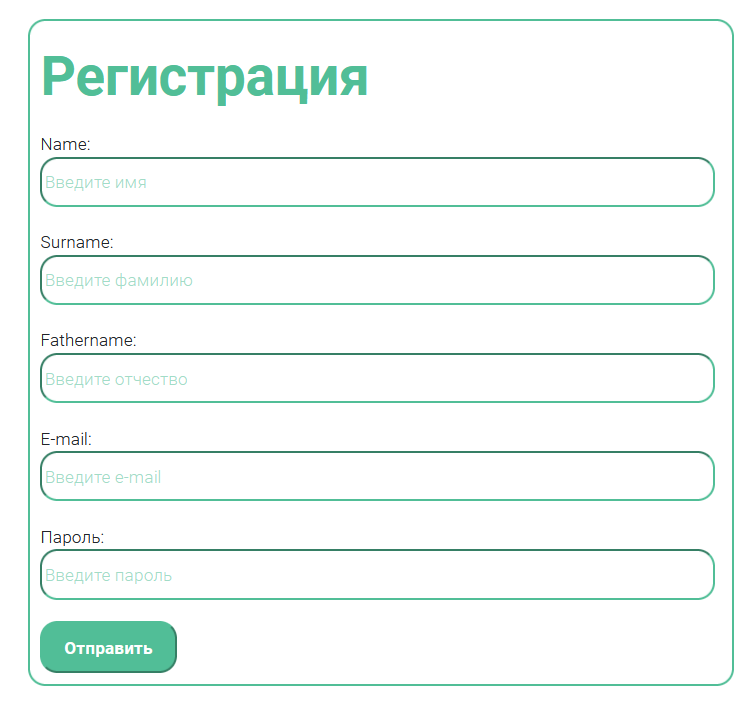 Регистрация
Name:
Введите имя
Surname:
Введите фамилию
Fathername:
Введите отчество
E-mail:
Введите e-mail
Пароль:
Введите пароль
Отправить